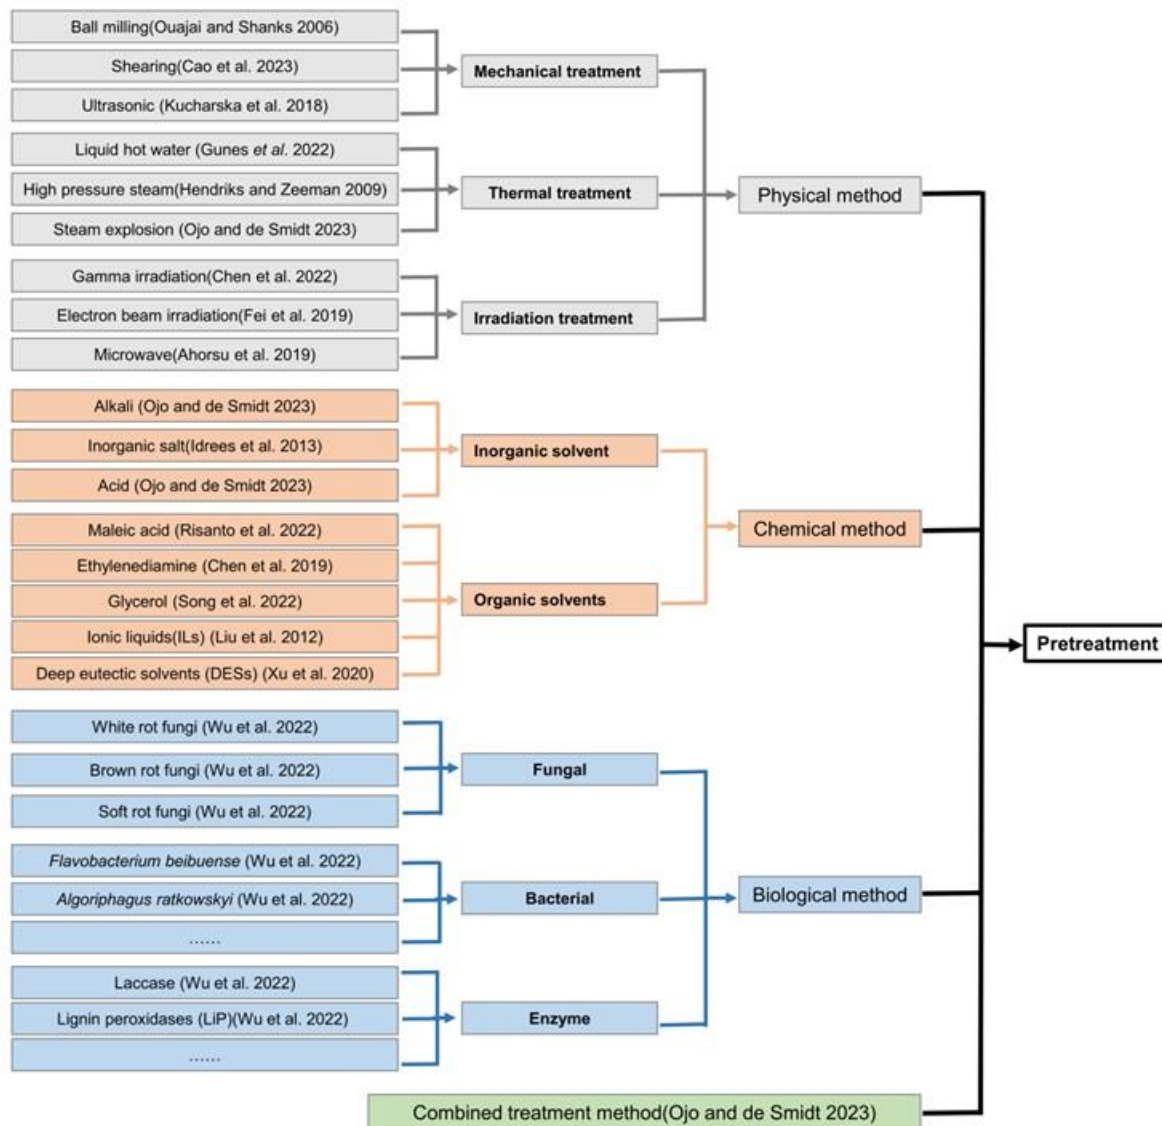 Ball milling(Ouajai and Shanks 2006)
Shearing(Cao et al. 2023)
Ultrasonic (Kucharska et al. 2018)
Mechanical treatment
Liquid hot water (Gunes et al. 2022)
High pressure steam(Hendriks and Zeeman 2009)
Steam explosion (Ojo and de Smidt 2023)
Thermal treatment
Gamma irradiation(Chen et al. 2022)
Electron beam irradiation(Fei et al. 2019)
Microwave(Ahorsu et al. 2019)
Irradiation treatment
Physical method
Alkali (Ojo and de Smidt 2023)
Inorganic salt(Idrees et al. 2013)
Acid (Ojo and de Smidt 2023)
Inorganic solvent
Maleic acid (Risanto et al. 2022)
Ethylenediamine (Chen et al. 2019)
Glycerol (Song et al. 2022)
Ionic liquids(ILs) (Liu et al. 2012)
Deep eutectic solvents (DESs) (Xu et al. 2020)
Organic solvents
Chemical method
White rot fungi (Wu et al. 2022)
Brown rot fungi (Wu et al. 2022)
Soft rot fungi (Wu et al. 2022)
Fungal
Flavobacterium beibuense (Wu et al. 2022)
Algoriphagus ratkowskyi (Wu et al. 2022)
......
Bacterial
Laccase (Wu et al. 2022)
Lignin peroxidases (LiP)(Wu et al. 2022)
......
Enzyme
Biological method
Combined treatment method(Ojo and de Smidt 2023)
Pretreatment